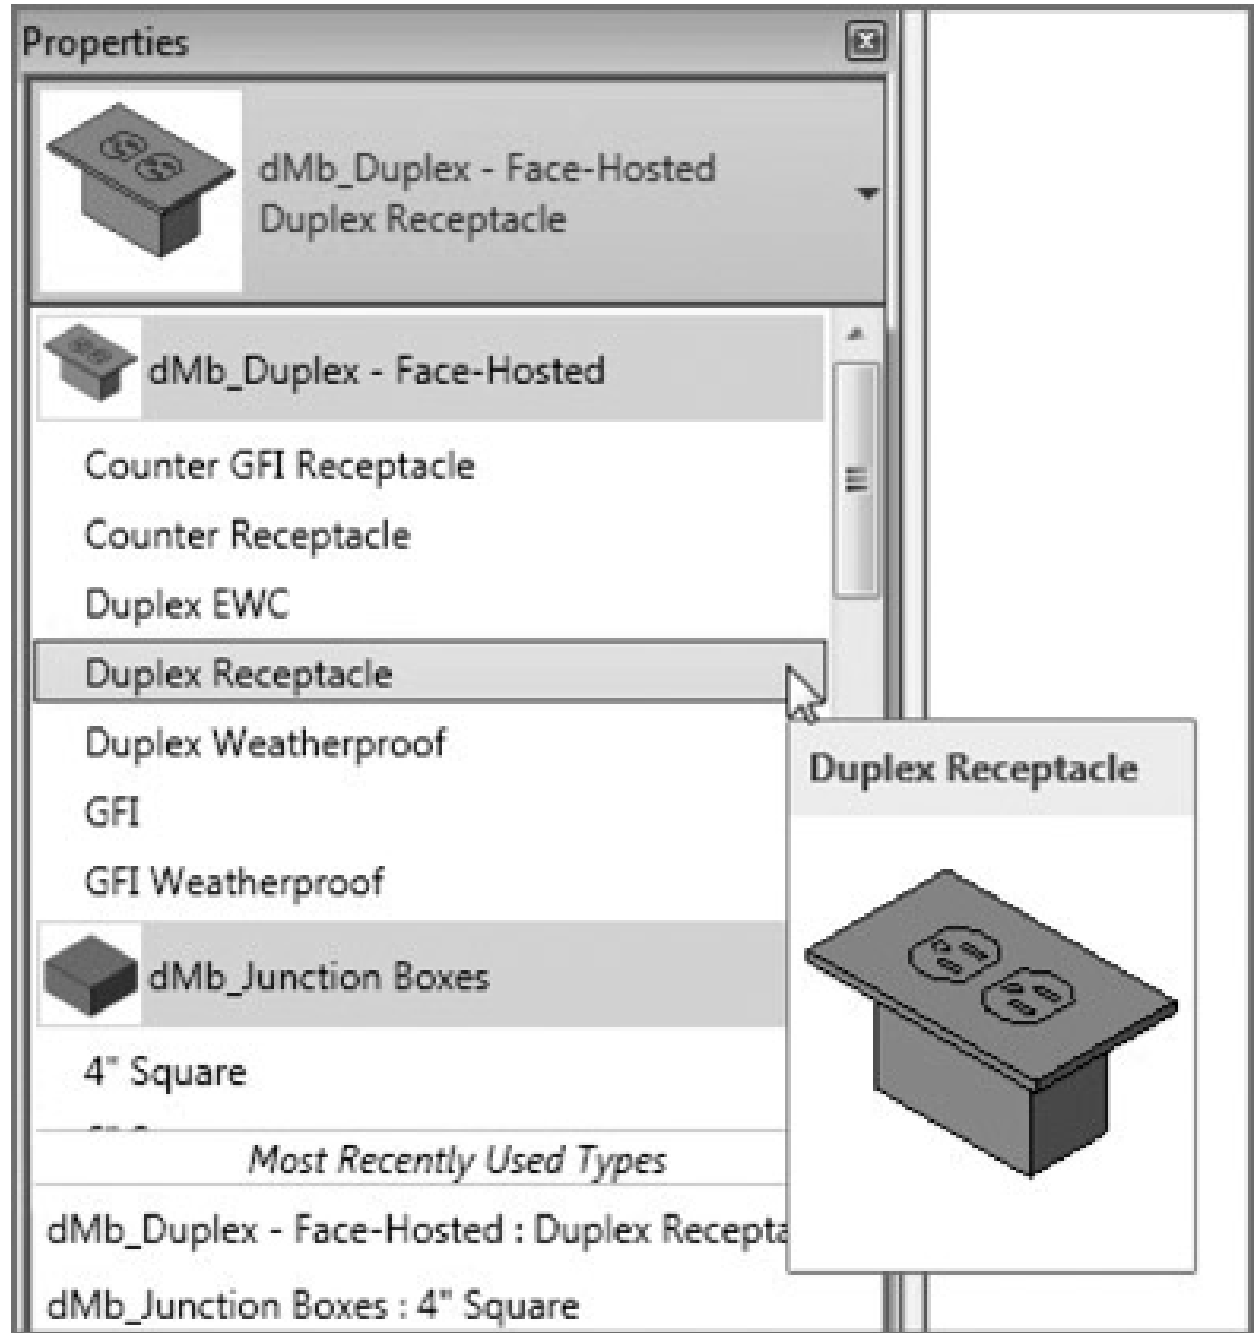 Properties
dMb_Duplex - Face-Hosted
Duplex Receptacle
dMb_Duplex - Face-Hosted
Counter GFI Receptacle
Counter Receptacle
Duplex EWC
Duplex Receptacle
Duplex Weatherproof
GFI
GFI Weatherproof
dMb_Junction Boxes
4" Square
Most Recently Used Types
dMb_Duplex - Face-Hosted : Duplex Recepta
dMb_Junction Boxes : 4" Square
Duplex Receptacle